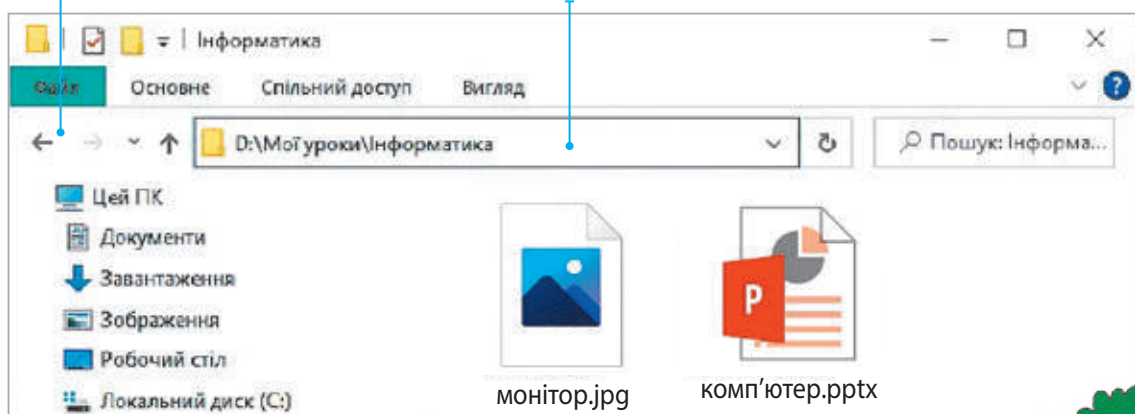 Інформатика
Файл Основне Спільний доступ Вигляд
D:\Мої уроки\Інформатика Пошук: Інформа...
Цей ПК
Документи
Завантаження
Зображення
Робочий стіл
Локальний диск (C:)
монітор.jpg комп’ютер.pptx